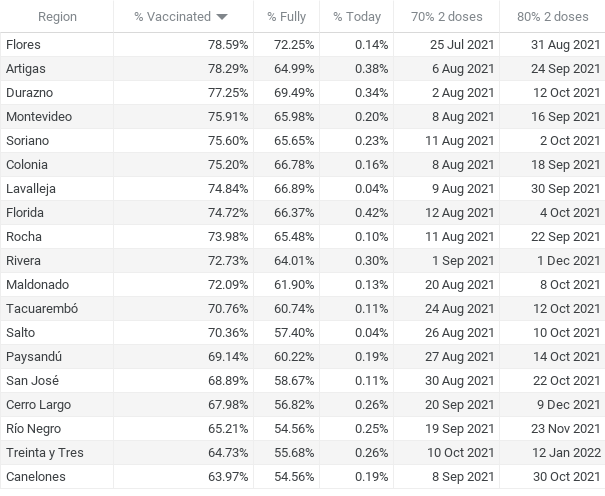 Region % Vaccinated % Fully % Today 70% 2 doses 80% 2 doses
Flores 78.59% 72.25% 0.14% 25 Jul 2021 31 Aug 2021
Artigas 78.29% 64.99% 0.38% 6 Aug 2021 24 Sep 2021
Durazno 77.25% 69.49% 0.34% 2 Aug 2021 12 Oct 2021
Montevideo 75.91% 65.98% 0.20% 8 Aug 2021 16 Sep 2021
Soriano 75.60% 65.65% 0.23% 11 Aug 2021 2 Oct 2021
Colonia 75.20% 66.78% 0.16% 8 Aug 2021 18 Sep 2021
Lavalleja 74.84% 66.89% 0.04% 9 Aug 2021 30 Sep 2021
Florida 74.72% 66.37% 0.42% 12 Aug 2021 4 Oct 2021
Rocha 73.98% 65.48% 0.10% 11 Aug 2021 22 Sep 2021
Rivera 72.73% 64.01% 0.30% 1 Sep 2021 1 Dec 2021
Maldonado 72.09% 61.90% 0.13% 20 Aug 2021 8 Oct 2021
Tacuarembó 70.76% 60.74% 0.11% 24 Aug 2021 12 Oct 2021
Salto 70.36% 57.40% 0.04% 26 Aug 2021 10 Oct 2021
Paysandú 69.14% 60.22% 0.19% 27 Aug 2021 14 Oct 2021
San José 68.89% 58.67% 0.11% 30 Aug 2021 22 Oct 2021
Cerro Largo 67.98% 56.82% 0.26% 20 Sep 2021 9 Dec 2021
Río Negro 65.21% 54.56% 0.25% 19 Sep 2021 23 Nov 2021
Treinta y Tres 64.73% 55.68% 0.26% 10 Oct 2021 12 Jan 2022
Canelones 63.97% 54.56% 0.19% 8 Sep 2021 30 Oct 2021